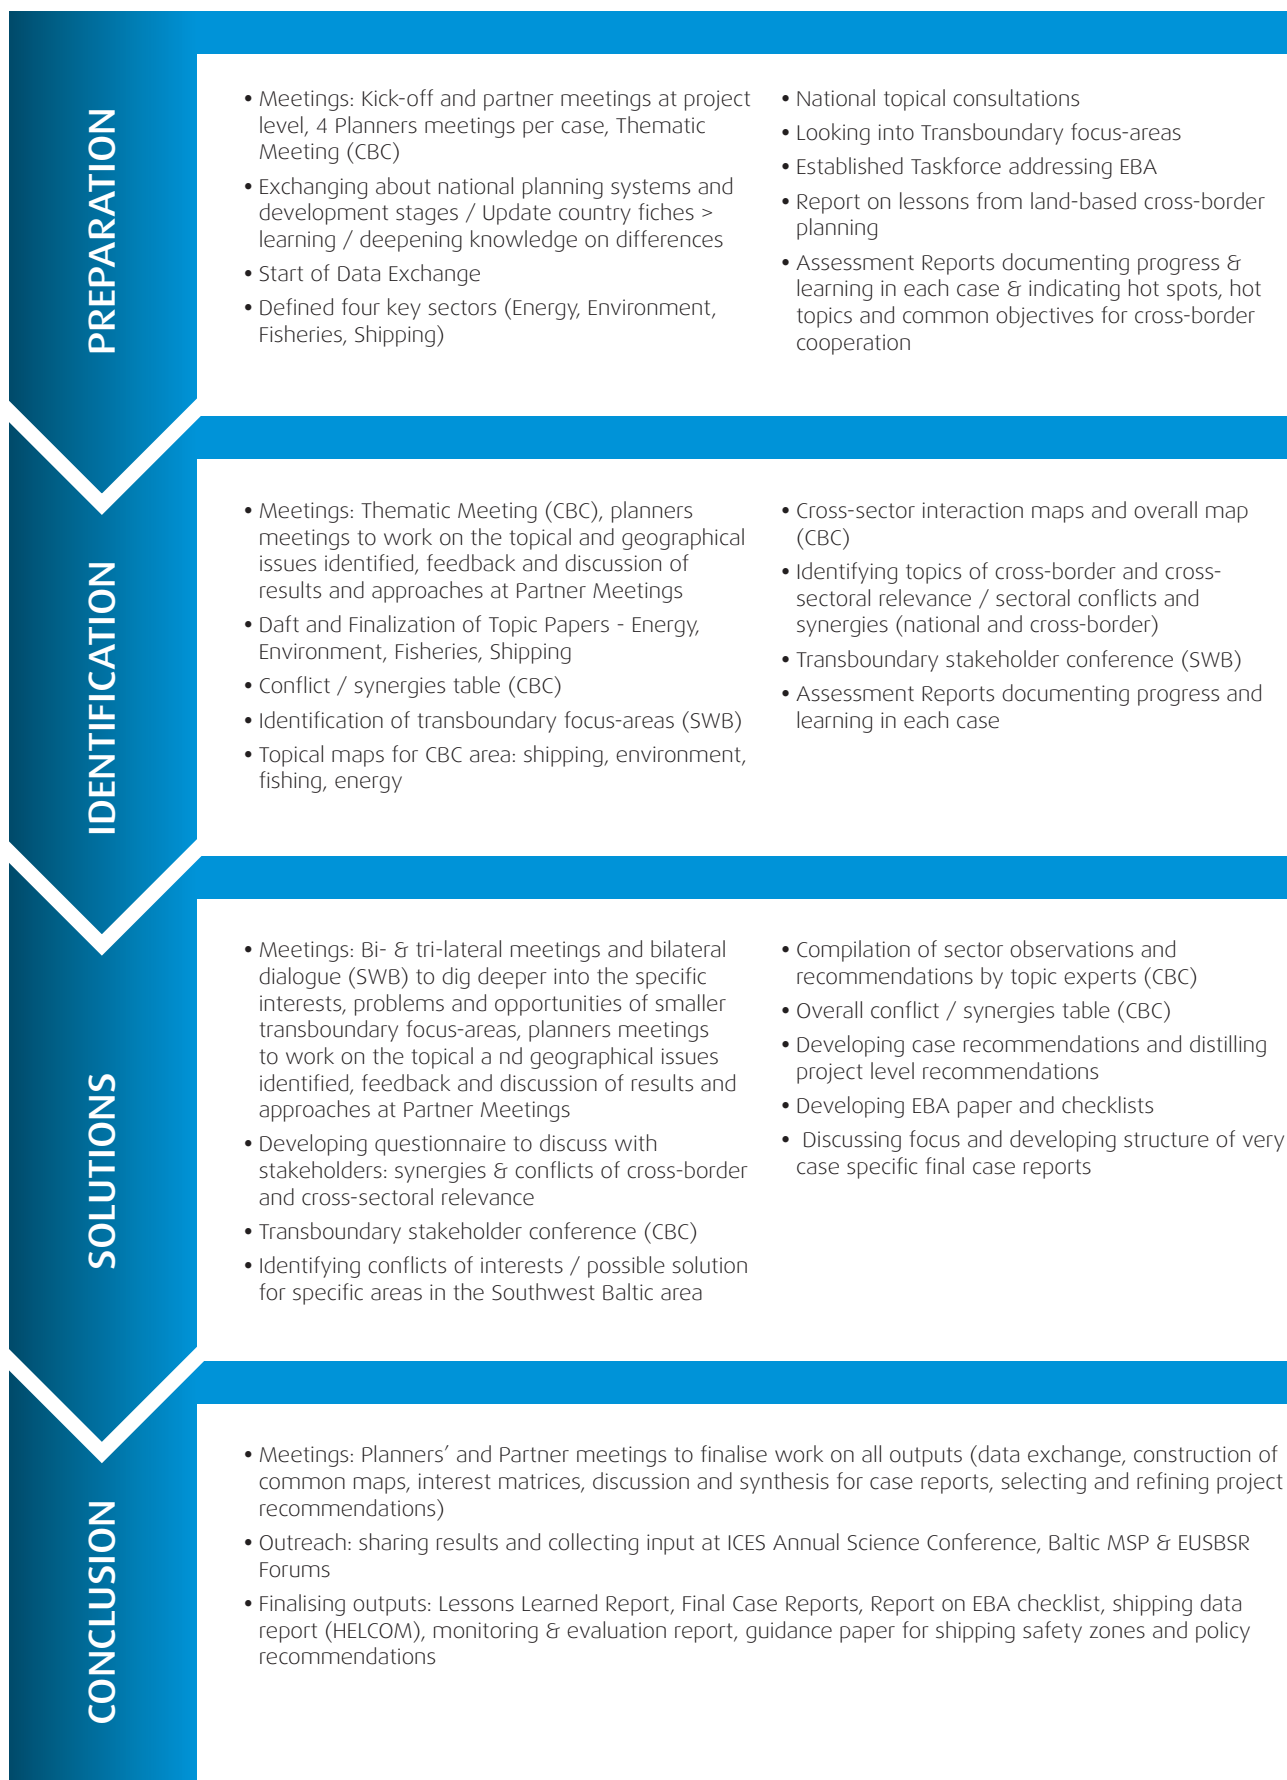 PREPARATION
• Meetings: Kick-off and partner meetings at project
level, 4 Planners meetings per case, Thematic
Meeting (CBC)
• Exchanging about national planning systems and
development stages / Update country fiches >
learning / deepening knowledge on differences
• Start of Data Exchange
• Defined four key sectors (Energy, Environment,
Fisheries, Shipping)
• National topical consultations
• Looking into Transboundary focus-areas
• Established Taskforce addressing EBA
• Report on lessons from land-based cross-border
planning
• Assessment Reports documenting progress &
learning in each case & indicating hot spots, hot
topics and common objectives for cross-border
cooperation
IDENTIFICATION
• Meetings: Thematic Meeting (CBC), planners
meetings to work on the topical and geographical
issues identified, feedback and discussion of
results and approaches at Partner Meetings
• Daft and Finalization of Topic Papers - Energy,
Environment, Fisheries, Shipping
• Conflict / synergies table (CBC)
• Identification of transboundary focus-areas (SWB)
• Topical maps for CBC area: shipping, environment,
fishing, energy
• Cross-sector interaction maps and overall map
(CBC)
• Identifying topics of cross-border and cross-
sectoral relevance / sectoral conflicts and
synergies (national and cross-border)
• Transboundary stakeholder conference (SWB)
• Assessment Reports documenting progress and
learning in each case
SOLUTIONS
• Meetings: Bi- & tri-lateral meetings and bilateral
dialogue (SWB) to dig deeper into the specific
interests, problems and opportunities of smaller
transboundary focus-areas, planners meetings
to work on the topical a nd geographical issues
identified, feedback and discussion of results and
approaches at Partner Meetings
• Developing questionnaire to discuss with
stakeholders: synergies & conflicts of cross-border
and cross-sectoral relevance
• Transboundary stakeholder conference (CBC)
• Identifying conflicts of interests / possible solution
for specific areas in the Southwest Baltic area
• Compilation of sector observations and
recommendations by topic experts (CBC)
• Overall conflict / synergies table (CBC)
• Developing case recommendations and distilling
project level recommendations
• Developing EBA paper and checklists
• Discussing focus and developing structure of very
case specific final case reports
CONCLUSION
• Meetings: Planners’ and Partner meetings to finalise work on all outputs (data exchange, construction of
common maps, interest matrices, discussion and synthesis for case reports, selecting and refining project
recommendations)
• Outreach: sharing results and collecting input at ICES Annual Science Conference, Baltic MSP & EUSBSR
Forums
• Finalising outputs: Lessons Learned Report, Final Case Reports, Report on EBA checklist, shipping data
report (HELCOM), monitoring & evaluation report, guidance paper for shipping safety zones and policy
recommendations